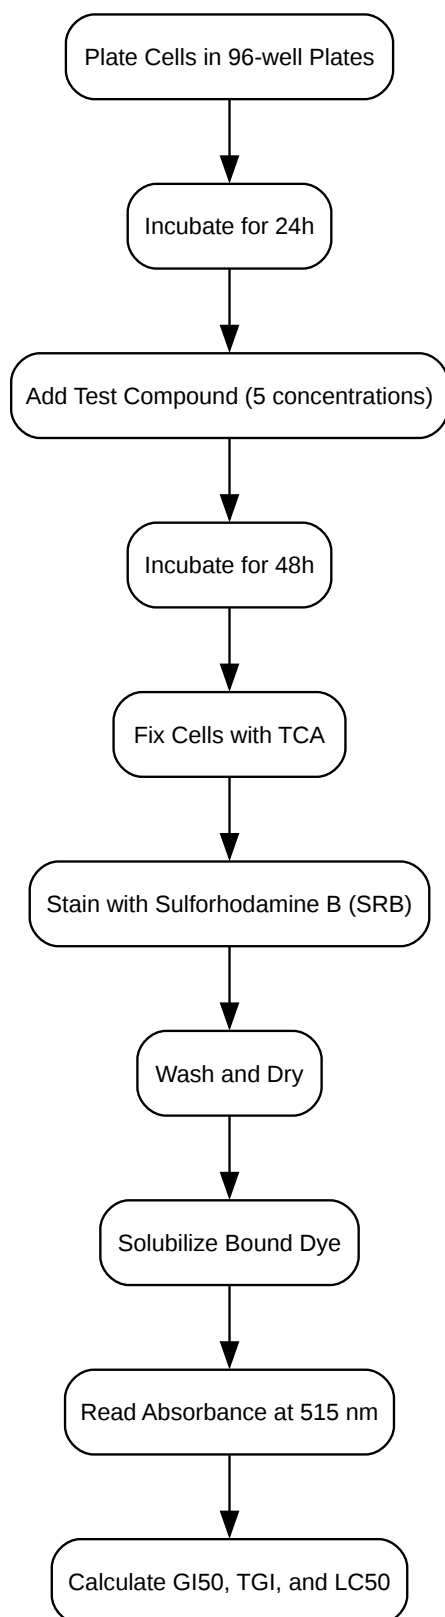 Plate Cells in 96-well Plates
Incubate for 24h
Add Test Compound (5 concentrations)
Incubate for 48h
Fix Cells with TCA
Stain with Sulforhodamine B (SRB)
Wash and Dry
Solubilize Bound Dye
Read Absorbance at 515 nm
Calculate GI50, TGI, and LC50